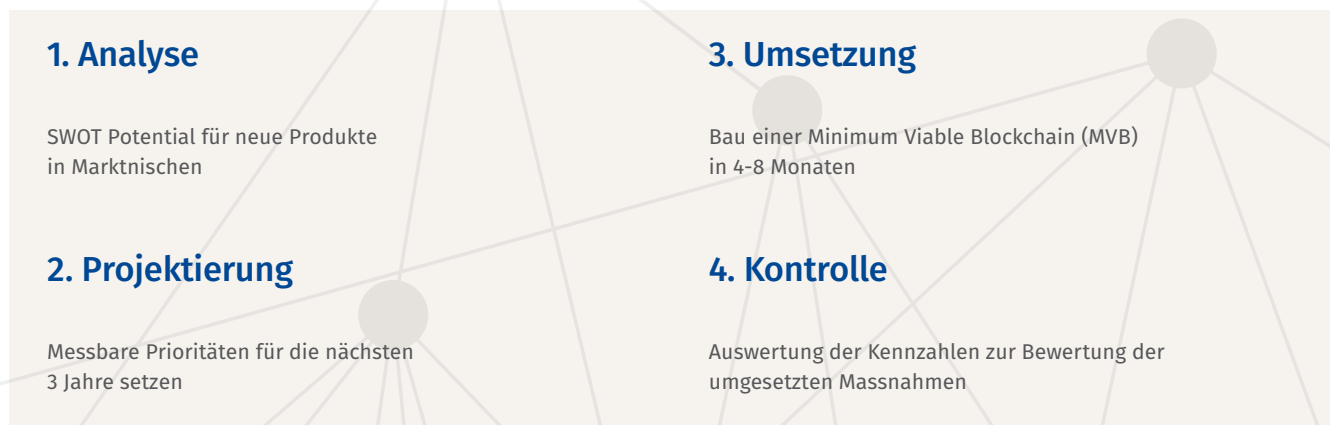 1. Analyse
SWOT Potential für neue Produkte
in Marktnischen
2. Projektierung
Messbare Prioritäten für die nächsten
3 Jahre setzen
3. Umsetzung
Bau einer Minimum Viable Blockchain (MVB)
in 4-8 Monaten
4. Kontrolle
Auswertung der Kennzahlen zur Bewertung der
umgesetzten Massnahmen